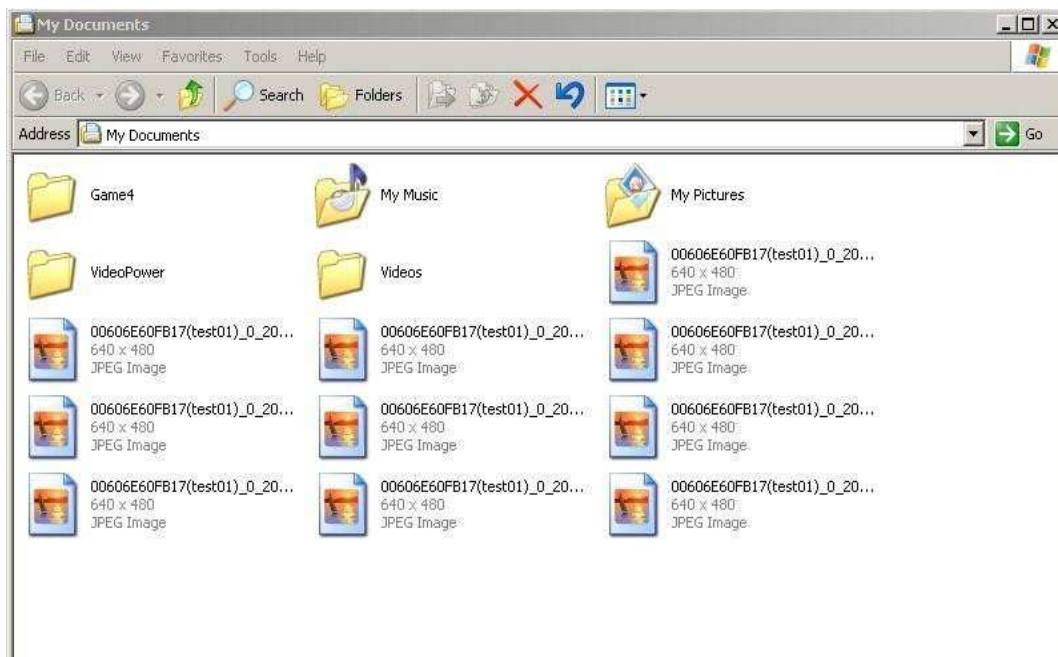 My Documents
File Edit View Favorites Tools Help
Back Search Folders
Address My Documents Go
Game4 My Music My Pictures
VideoPower Videos 00606E60FB17(test01)_0_20...
640 x 480
JPEG Image
00606E60FB17(test01)_0_20... 00606E60FB17(test01)_0_20... 00606E60FB17(test01)_0_20...
640 x 480 640 x 480 640 x 480
JPEG Image JPEG Image JPEG Image
00606E60FB17(test01)_0_20... 00606E60FB17(test01)_0_20... 00606E60FB17(test01)_0_20...
640 x 480 640 x 480 640 x 480
JPEG Image JPEG Image JPEG Image
00606E60FB17(test01)_0_20... 00606E60FB17(test01)_0_20... 00606E60FB17(test01)_0_20...
640 x 480 640 x 480 640 x 480
JPEG Image JPEG Image JPEG Image